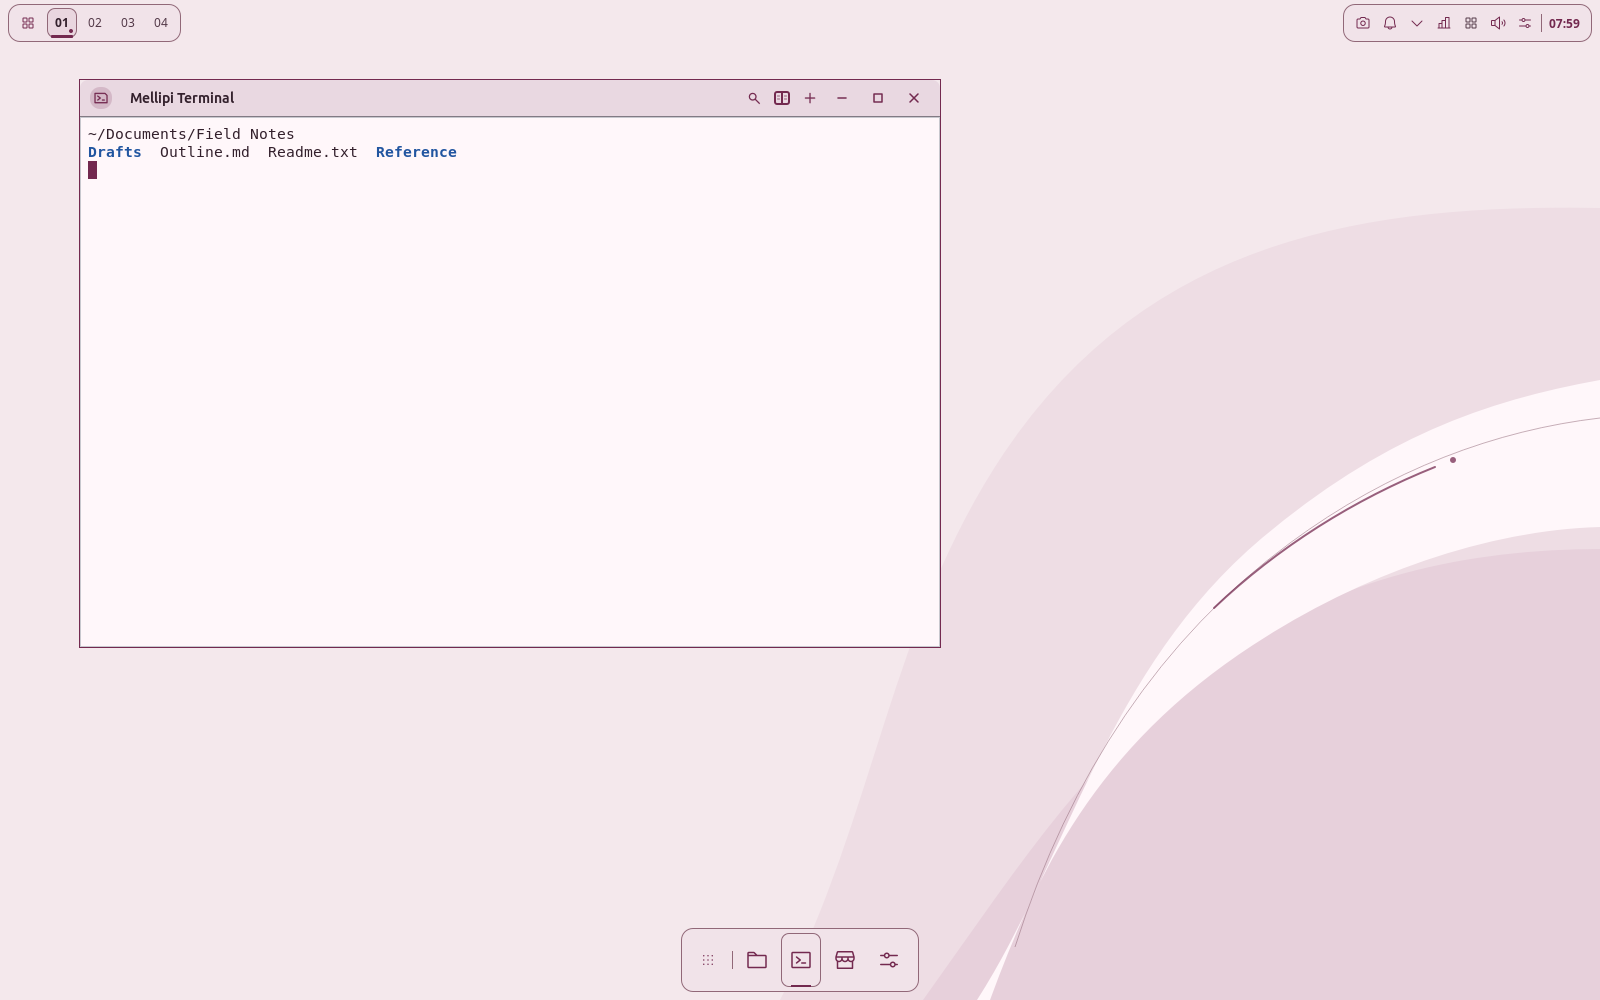 01 02 03 04
07:59
Mellipi Terminal
~/Documents/Field Notes
Drafts  Outline.md  Readme.txt  Reference